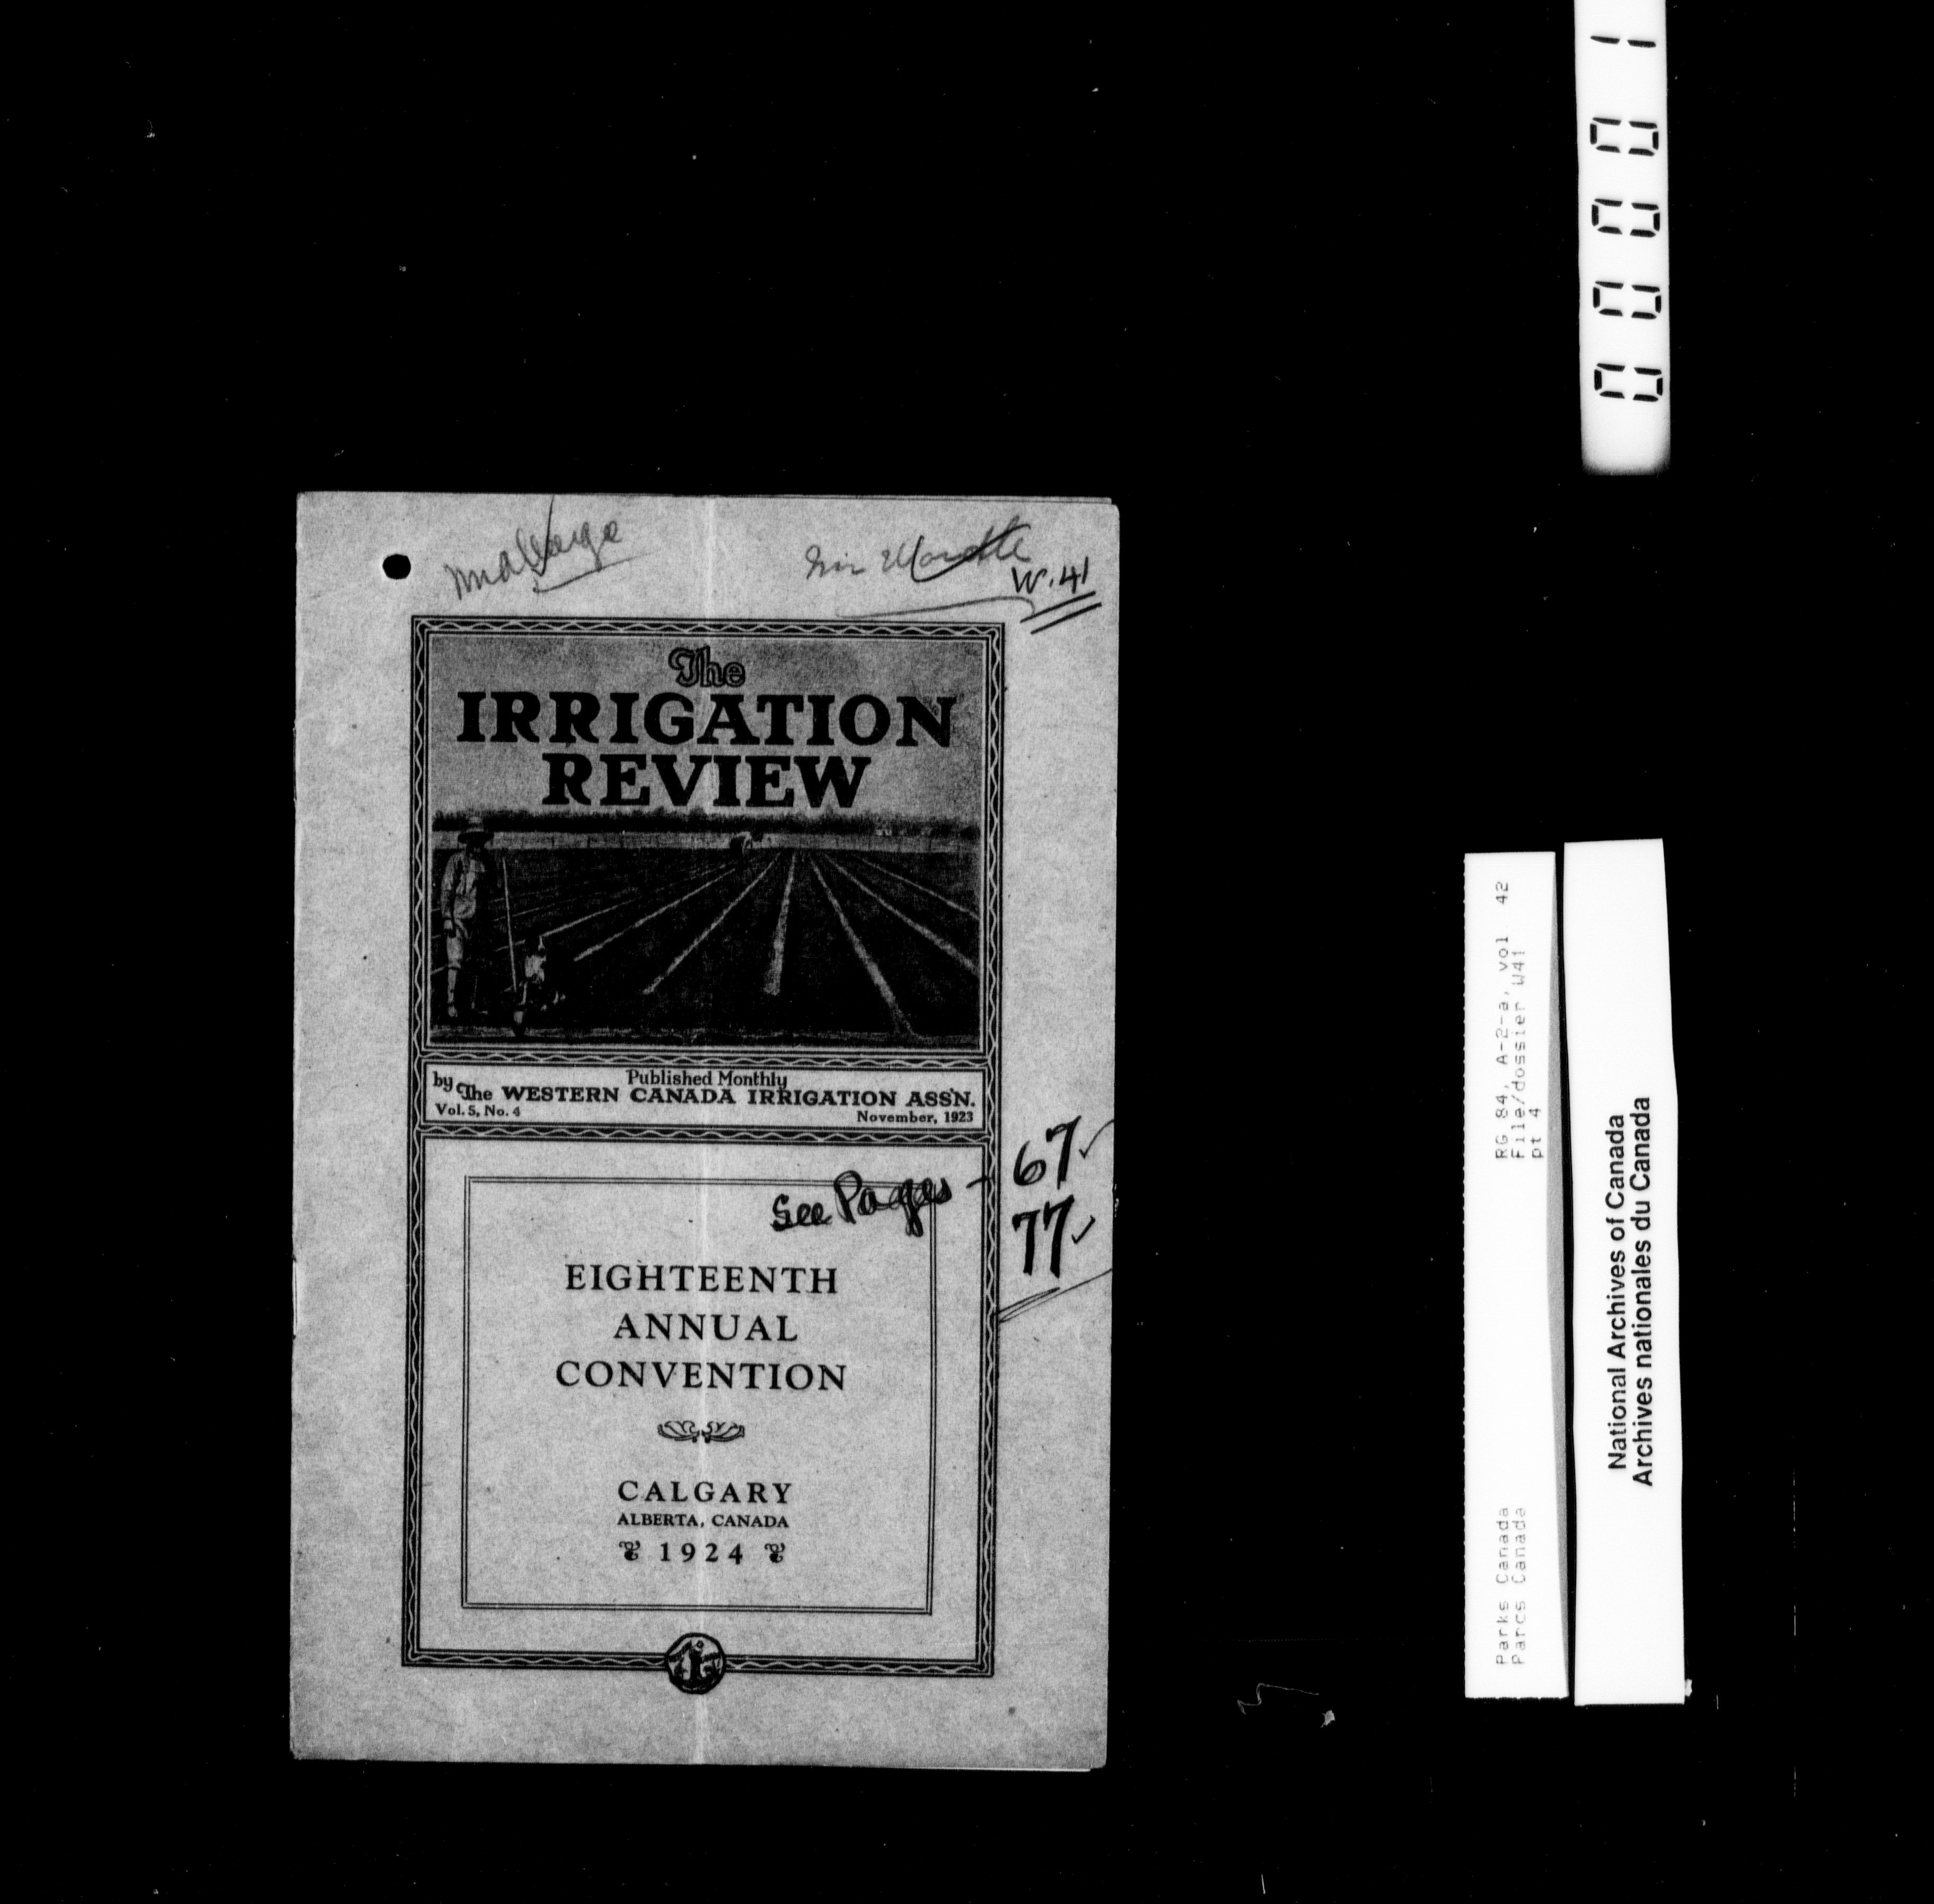 W.41
The
IRRIGATION
REVIEW
Published Monthly
by The WESTERN CANADA IRRIGATION ASS'N.
Vol. 5, No. 4 November, 1923
See Pages - 67
77
EIGHTEENTH
ANNUAL
CONVENTION
CALGARY
ALBERTA, CANADA
1924
00001
RG 84, A-2-a, vol 42
File/dossier W41
pt 4
Parks Canada
Parcs Canada
National Archives of Canada
Archives nationales du Canada